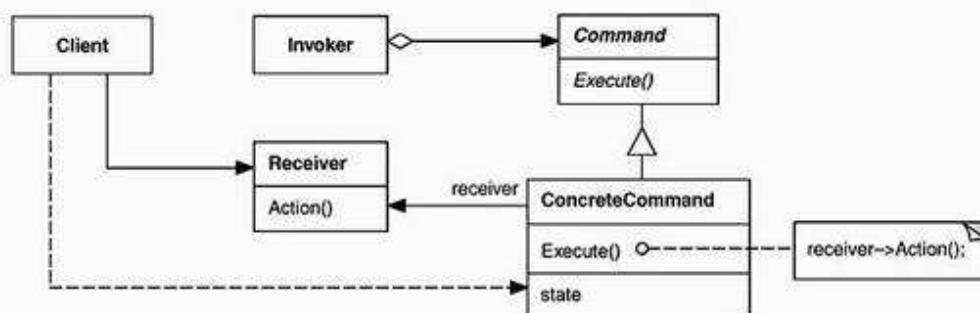 Client
Invoker
Command
Execute()
Receiver
Action()
receiver
ConcreteCommand
Execute()
state
receiver->Action();